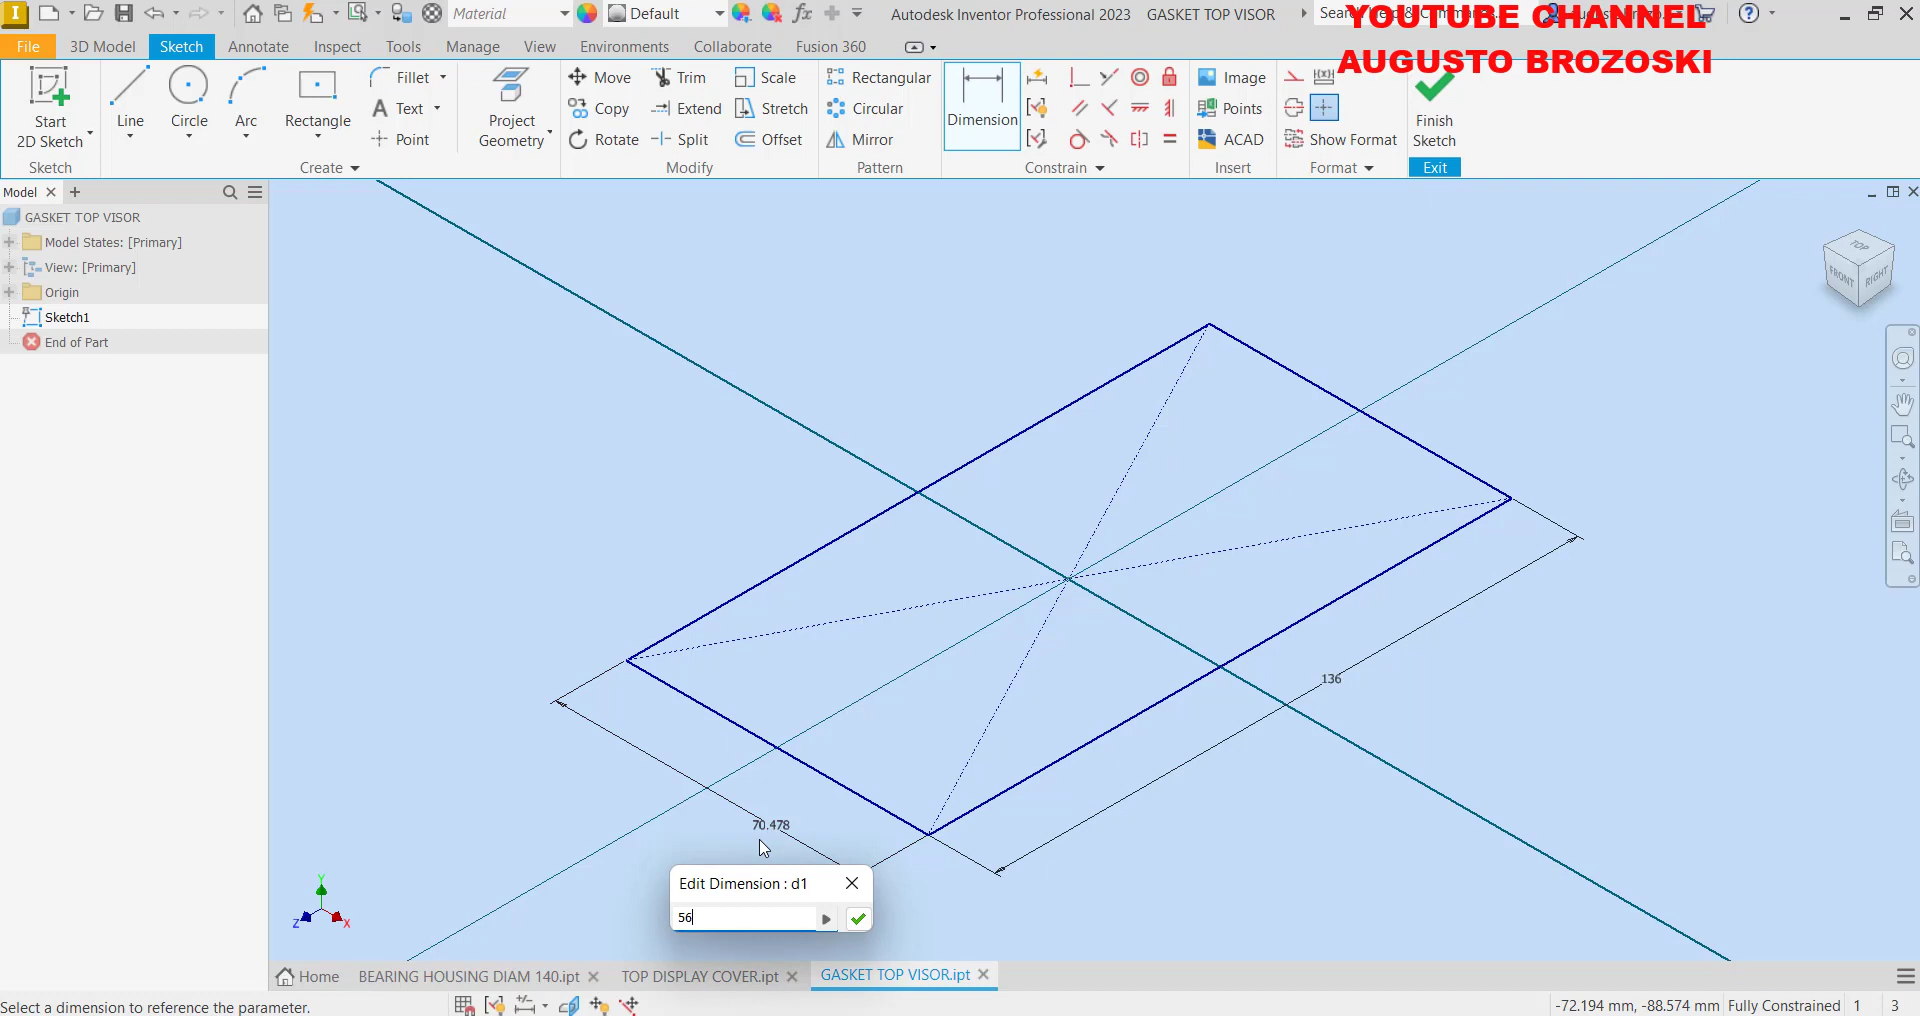 Material
Default
Autodesk Inventor Professional 2023 GASKET TOP VISOR
YOUTUBE CHANNEL
AUGUSTO BROZOSKI
File 3D Model Sketch Annotate Inspect Tools Manage View Environments Collaborate Fusion 360
Start
2D Sketch
Line
Circle
Arc
Rectangle
Fillet
Text
Point
Project
Geometry
Move
Copy
Rotate
Trim
Extend
Split
Scale
Stretch
Offset
Rectangular
Circular
Mirror
Dimension
Image
Points
ACAD
Show Format
Finish
Sketch
Sketch
Create
Modify
Pattern
Constrain
Insert
Format
Exit
Model
GASKET TOP VISOR
Model States: [Primary]
View: [Primary]
Origin
Sketch1
End of Part
TOP
FRONT
RIGHT
136
70.478
Edit Dimension : d1
56
Y
Z
X
Home
BEARING HOUSING DIAM 140.ipt
TOP DISPLAY COVER.ipt
GASKET TOP VISOR.ipt
Select a dimension to reference the parameter.
-72.194 mm, -88.574 mm Fully Constrained 1 3